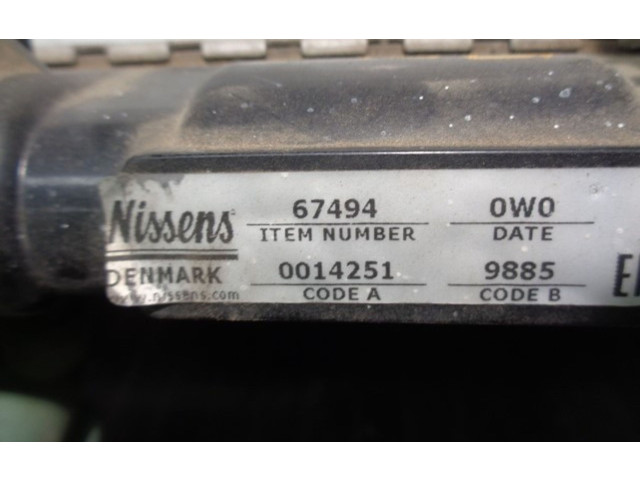 Nissens 67494 0W0
ITEM NUMBER DATE
DENMARK 0014251 9885
www.nissens.com CODE A CODE B